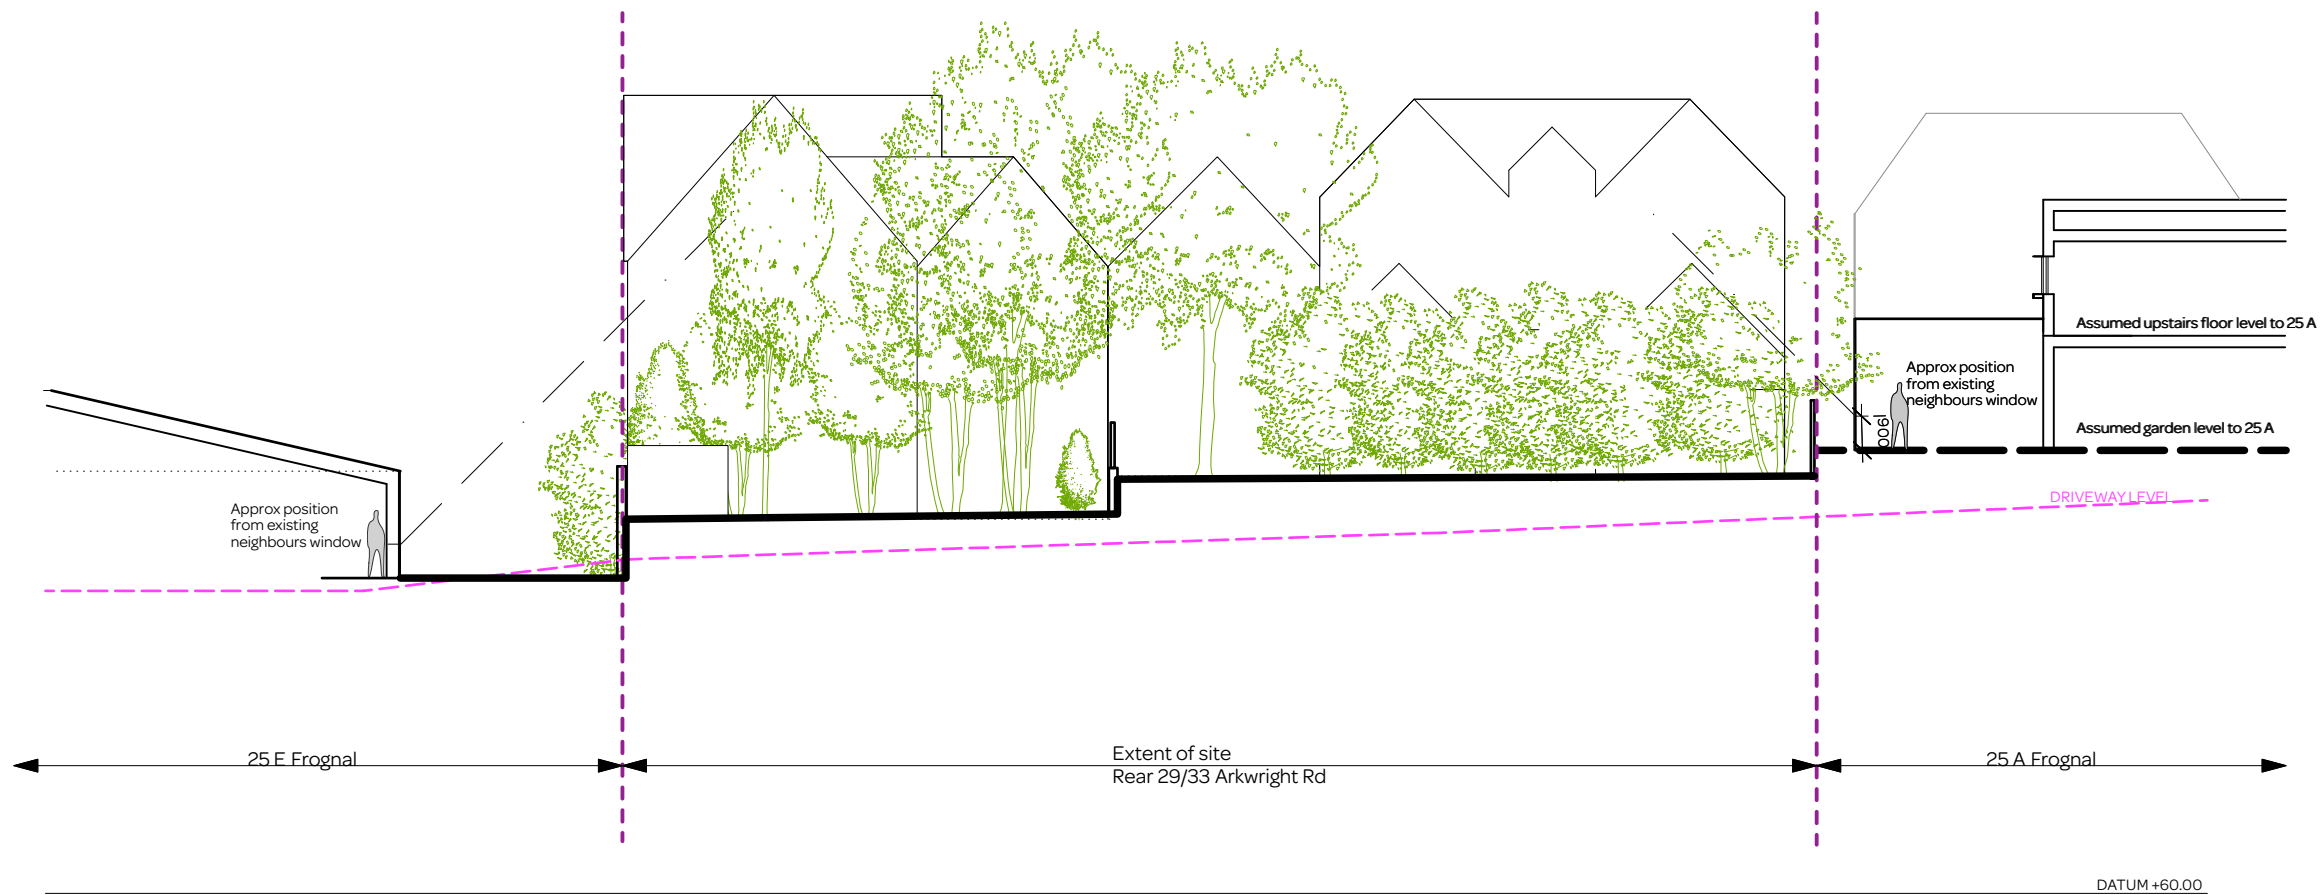 Assumed upstairs floor level to 25 A
Approx position
from existing
neighbours window
1900
Assumed garden level to 25 A
DRIVEWAY LEVEL
Approx position
from existing
neighbours window
25 E Frognal
Extent of site
Rear 29/33 Arkwright Rd
25 A Frognal
DATUM +60.00